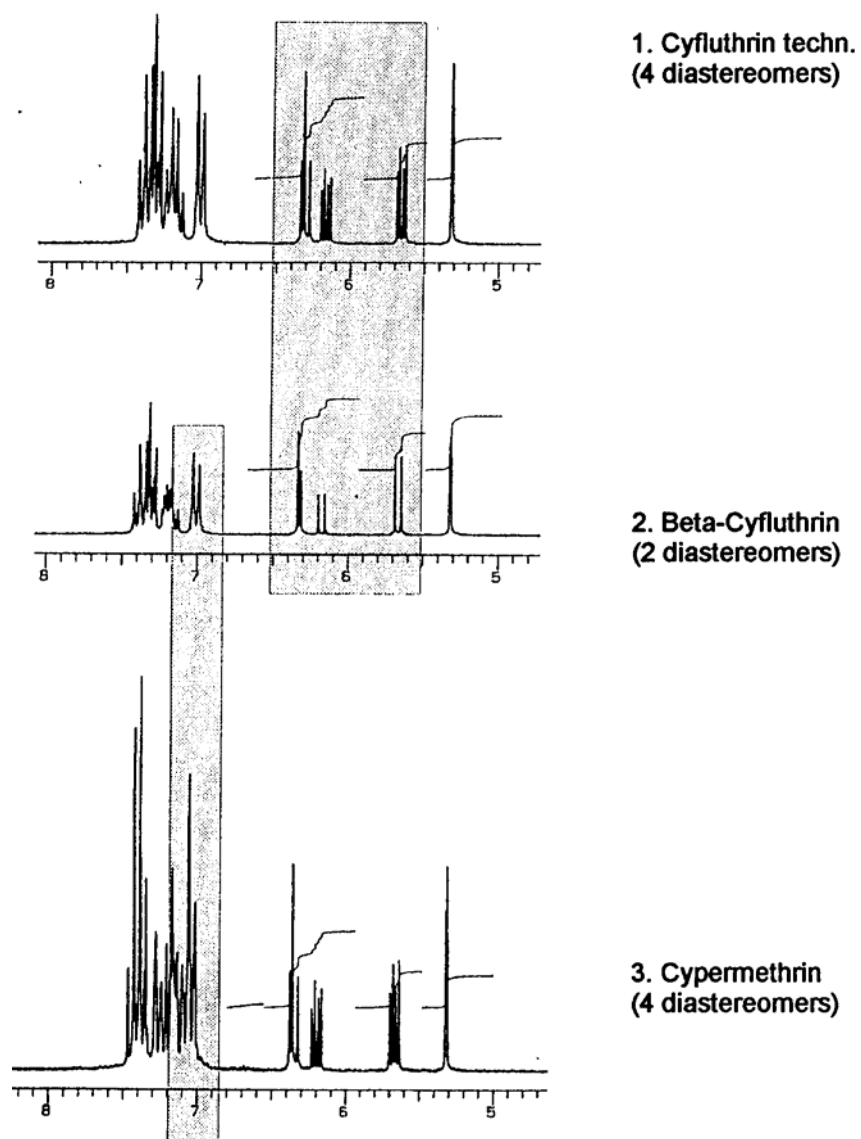 1. Cyfluthrin techn.
(4 diastereomers)
8 7 6 5
2. Beta-Cyfluthrin
(2 diastereomers)
8 7 6 5
3. Cypermethrin
(4 diastereomers)
8 7 6 5